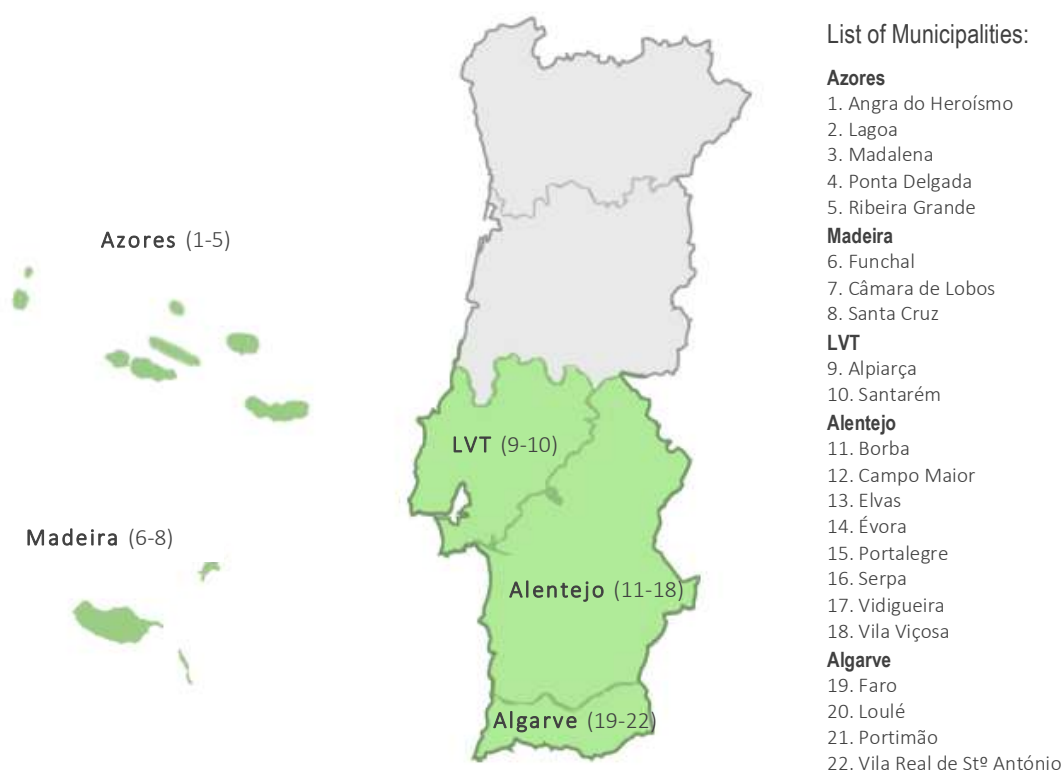 List of Municipalities:
Azores
1. Angra do Heroísmo
2. Lagoa
3. Madalena
4. Ponta Delgada
5. Ribeira Grande
Madeira
6. Funchal
7. Câmara de Lobos
8. Santa Cruz
LVT
9. Alpiarça
10. Santarém
Alentejo
11. Borba
12. Campo Maior
13. Elvas
14. Évora
15. Portalegre
16. Serpa
17. Vidigueira
18. Vila Viçosa
Algarve
19. Faro
20. Loulé
21. Portimão
22. Vila Real de Stº António
Azores (1-5)
LVT (9-10)
Madeira (6-8)
Alentejo (11-18)
Algarve (19-22)